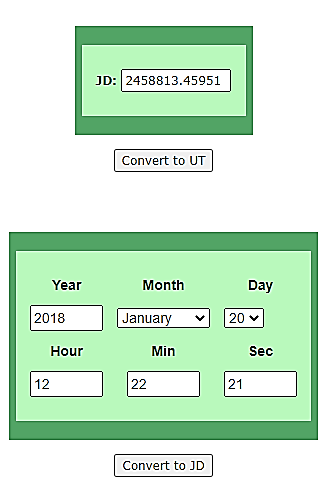 JD: 2458813.45951
Convert to UT
Year Month Day
2018 January 20
Hour Min Sec
12 22 21
Convert to JD